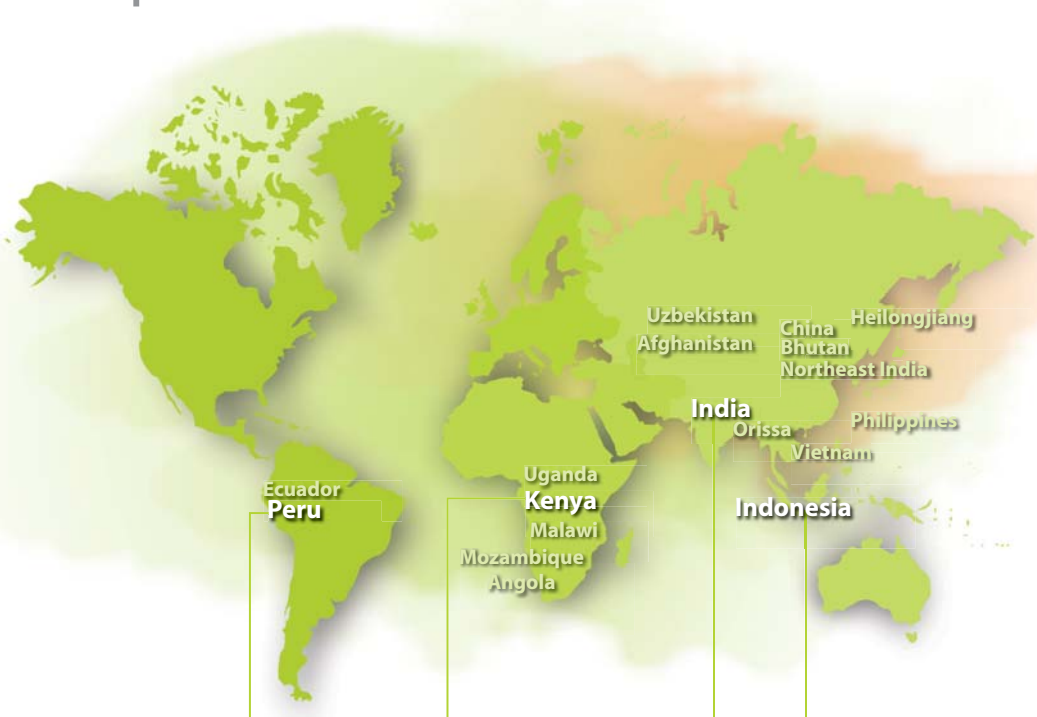 Uzbekistan
Heilongjiang
China
Afghanistan
Bhutan
Northeast India
India
Orissa
Philippines
Vietnam
Uganda
Ecuador
Kenya
Peru
Indonesia
Malawi
Mozambique
Angola